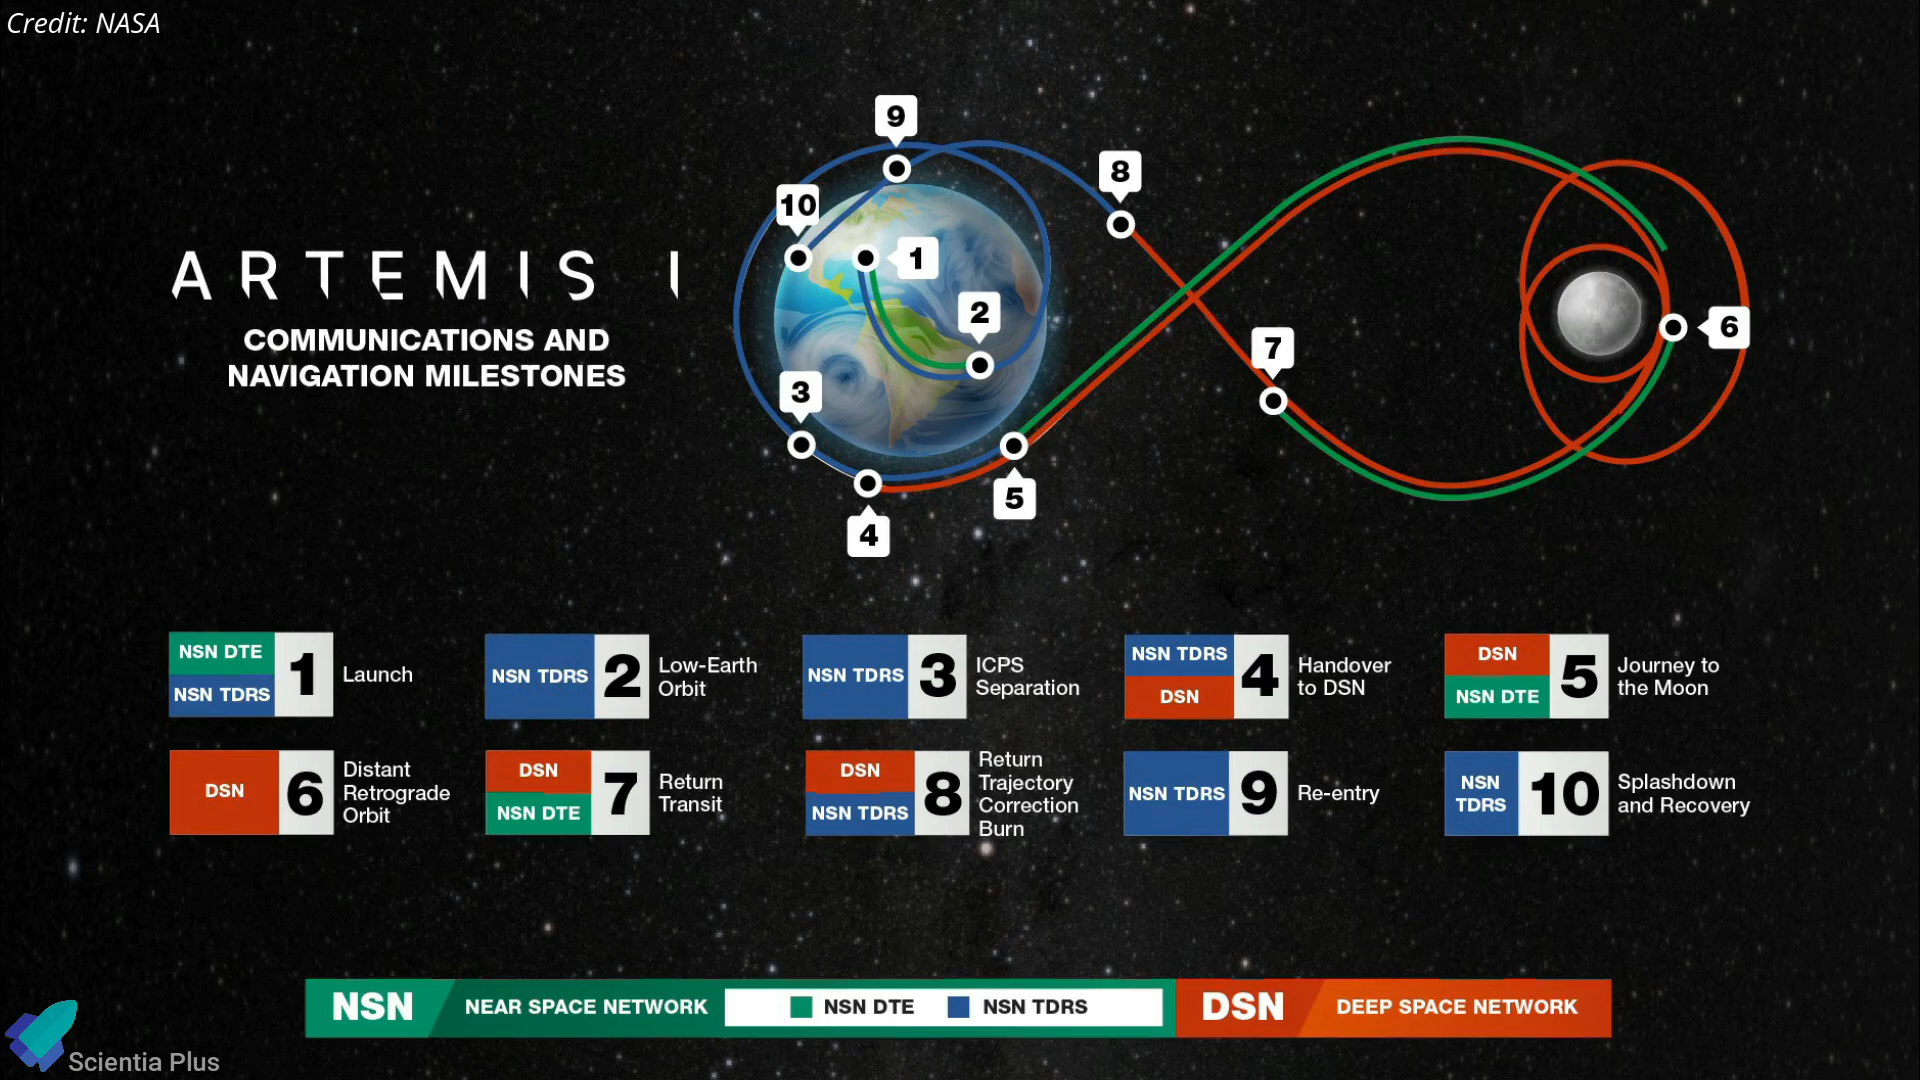 Credit: NASA
ARTEMIS I
COMMUNICATIONS AND
NAVIGATION MILESTONES
9
8
10
1
2
6
7
3
5
4
NSN DTE
NSN TDRS
1
Launch
NSN TDRS
2
Low-Earth
Orbit
NSN TDRS
3
ICPS
Separation
NSN TDRS
DSN
4
Handover
to DSN
DSN
NSN DTE
5
Journey to
the Moon
DSN
6
Distant
Retrograde
Orbit
DSN
NSN DTE
7
Return
Transit
DSN
NSN TDRS
8
Return
Trajectory
Correction
Burn
NSN TDRS
9
Re-entry
NSN
TDRS
10
Splashdown
and Recovery
NSN NEAR SPACE NETWORK NSN DTE NSN TDRS DSN DEEP SPACE NETWORK
Scientia Plus